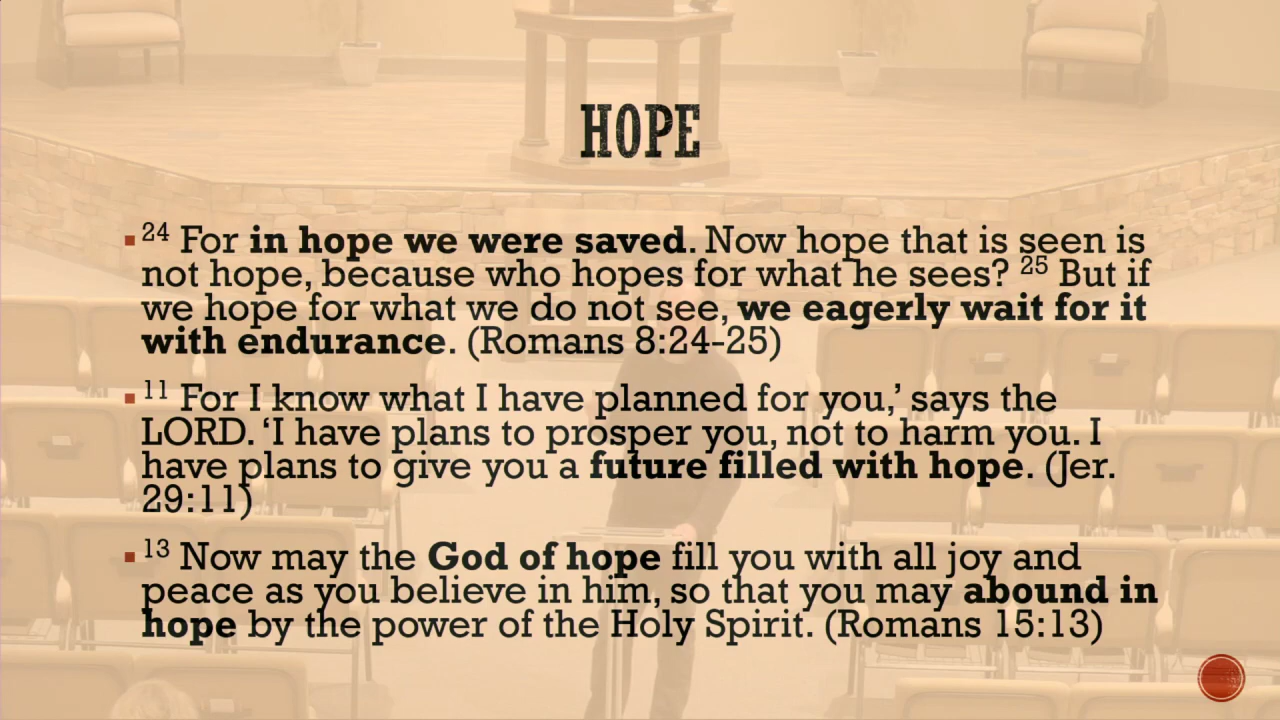 HOPE
24 For in hope we were saved. Now hope that is seen is
not hope, because who hopes for what he sees? 25 But if
we hope for what we do not see, we eagerly wait for it
with endurance. (Romans 8:24-25)
11 For I know what I have planned for you,’ says the
LORD. ‘I have plans to prosper you, not to harm you. I
have plans to give you a future filled with hope. (Jer.
29:11)
13 Now may the God of hope fill you with all joy and
peace as you believe in him, so that you may abound in
hope by the power of the Holy Spirit. (Romans 15:13)